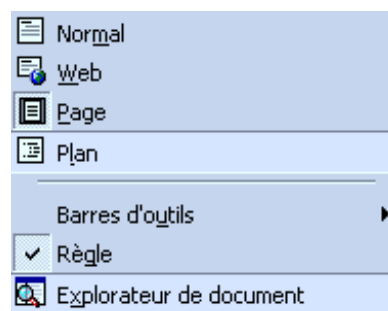 Normal
Web
Page
Plan
Barres d'outils
Règle
Explorateur de document